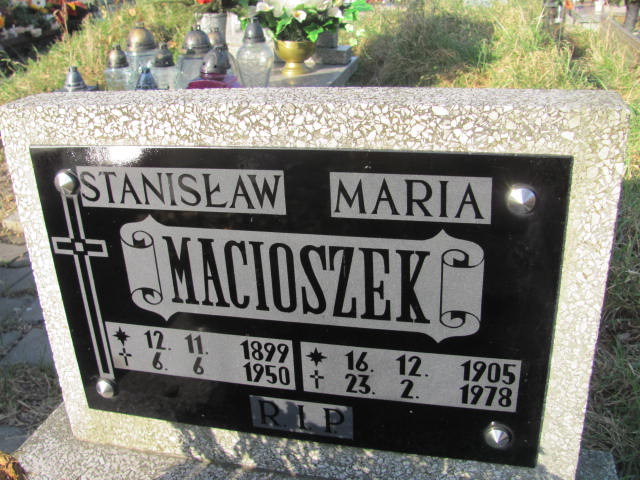 STANISŁAW MARIA
MACIOSZEK
* 12. 11. 1899 * 16. 12. 1905
† 6. 6 1950 † 23. 2. 1978
R.I.P